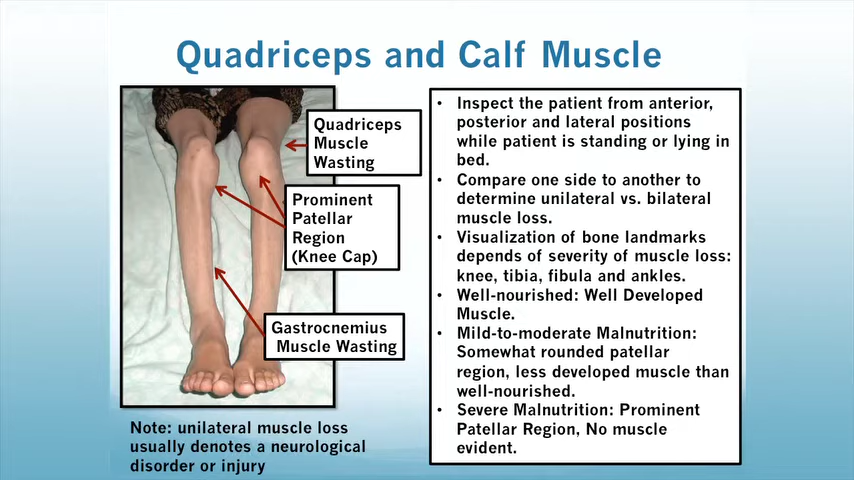 Quadriceps and Calf Muscle
Quadriceps
Muscle
Wasting
Prominent
Patellar
Region
(Knee Cap)
Gastrocnemius
Muscle Wasting
Note: unilateral muscle loss
usually denotes a neurological
disorder or injury
• Inspect the patient from anterior,
posterior and lateral positions
while patient is standing or lying in
bed.
• Compare one side to another to
determine unilateral vs. bilateral
muscle loss.
• Visualization of bone landmarks
depends of severity of muscle loss:
knee, tibia, fibula and ankles.
• Well-nourished: Well Developed
Muscle.
• Mild-to-moderate Malnutrition:
Somewhat rounded patellar
region, less developed muscle than
well-nourished.
• Severe Malnutrition: Prominent
Patellar Region, No muscle
evident.